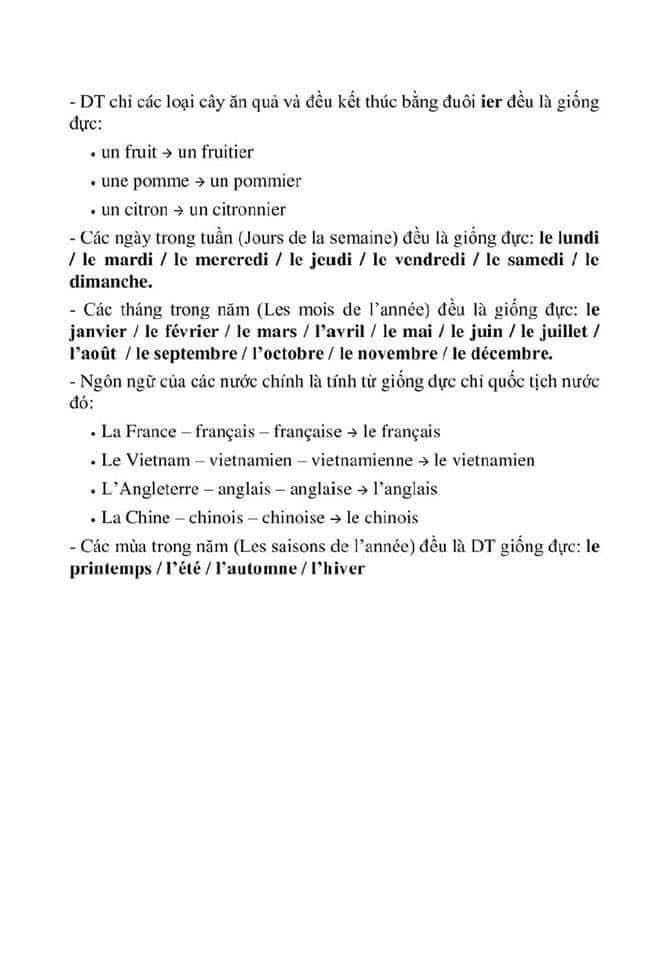 - DT chỉ các loại cây ăn quả và đều kết thúc bằng đuôi ier đều là giống
đực:
• un fruit → un fruitier
• une pomme → un pommier
• un citron → un citronnier
- Các ngày trong tuần (Jours de la semaine) đều là giống đực: le lundi
/ le mardi / le mercredi / le jeudi / le vendredi / le samedi / le
dimanche.
- Các tháng trong năm (Les mois de l’année) đều là giống đực: le
janvier / le février / le mars / l’avril / le mai / le juin / le juillet /
l’août / le septembre / l’octobre / le novembre / le décembre.
- Ngôn ngữ của các nước chính là tính từ giống đực chỉ quốc tịch nước
đó:
• La France – français – française → le français
• Le Vietnam – vietnamien – vietnamienne → le vietnamien
• L’Angleterre – anglais – anglaise → l’anglais
• La Chine – chinois – chinoise → le chinois
- Các mùa trong năm (Les saisons de l’année) đều là DT giống đực: le
printemps / l’été / l’automne / l’hiver